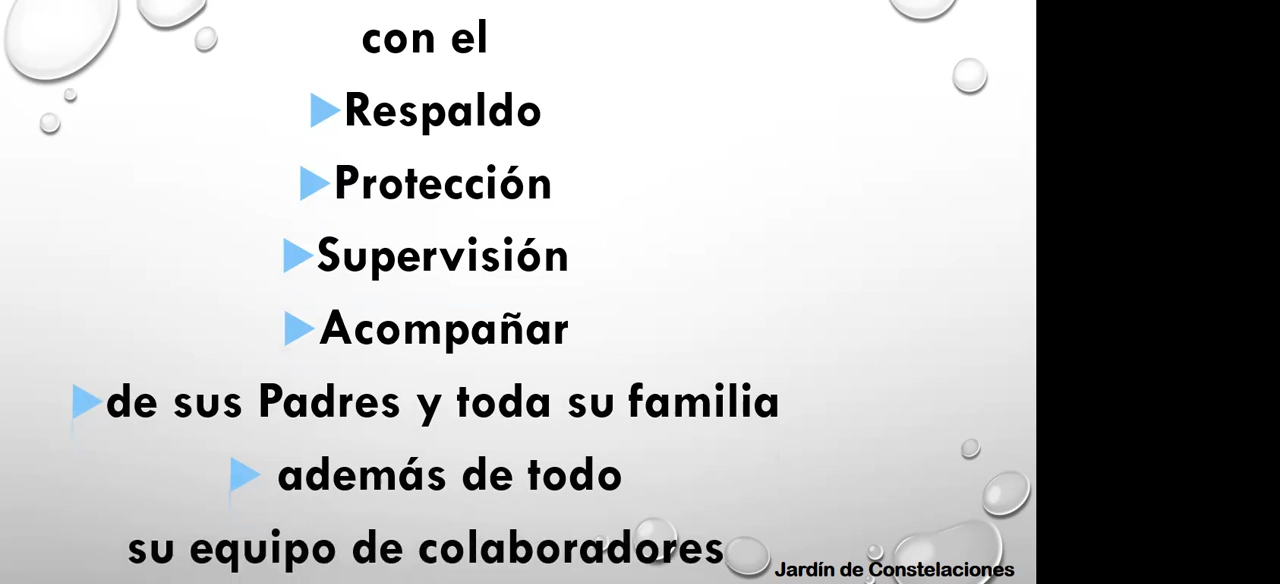 con el
Respaldo
Protección
Supervisión
Acompañar
de sus Padres y toda su familia
además de todo
su equipo de colaboradores
Jardín de Constelaciones